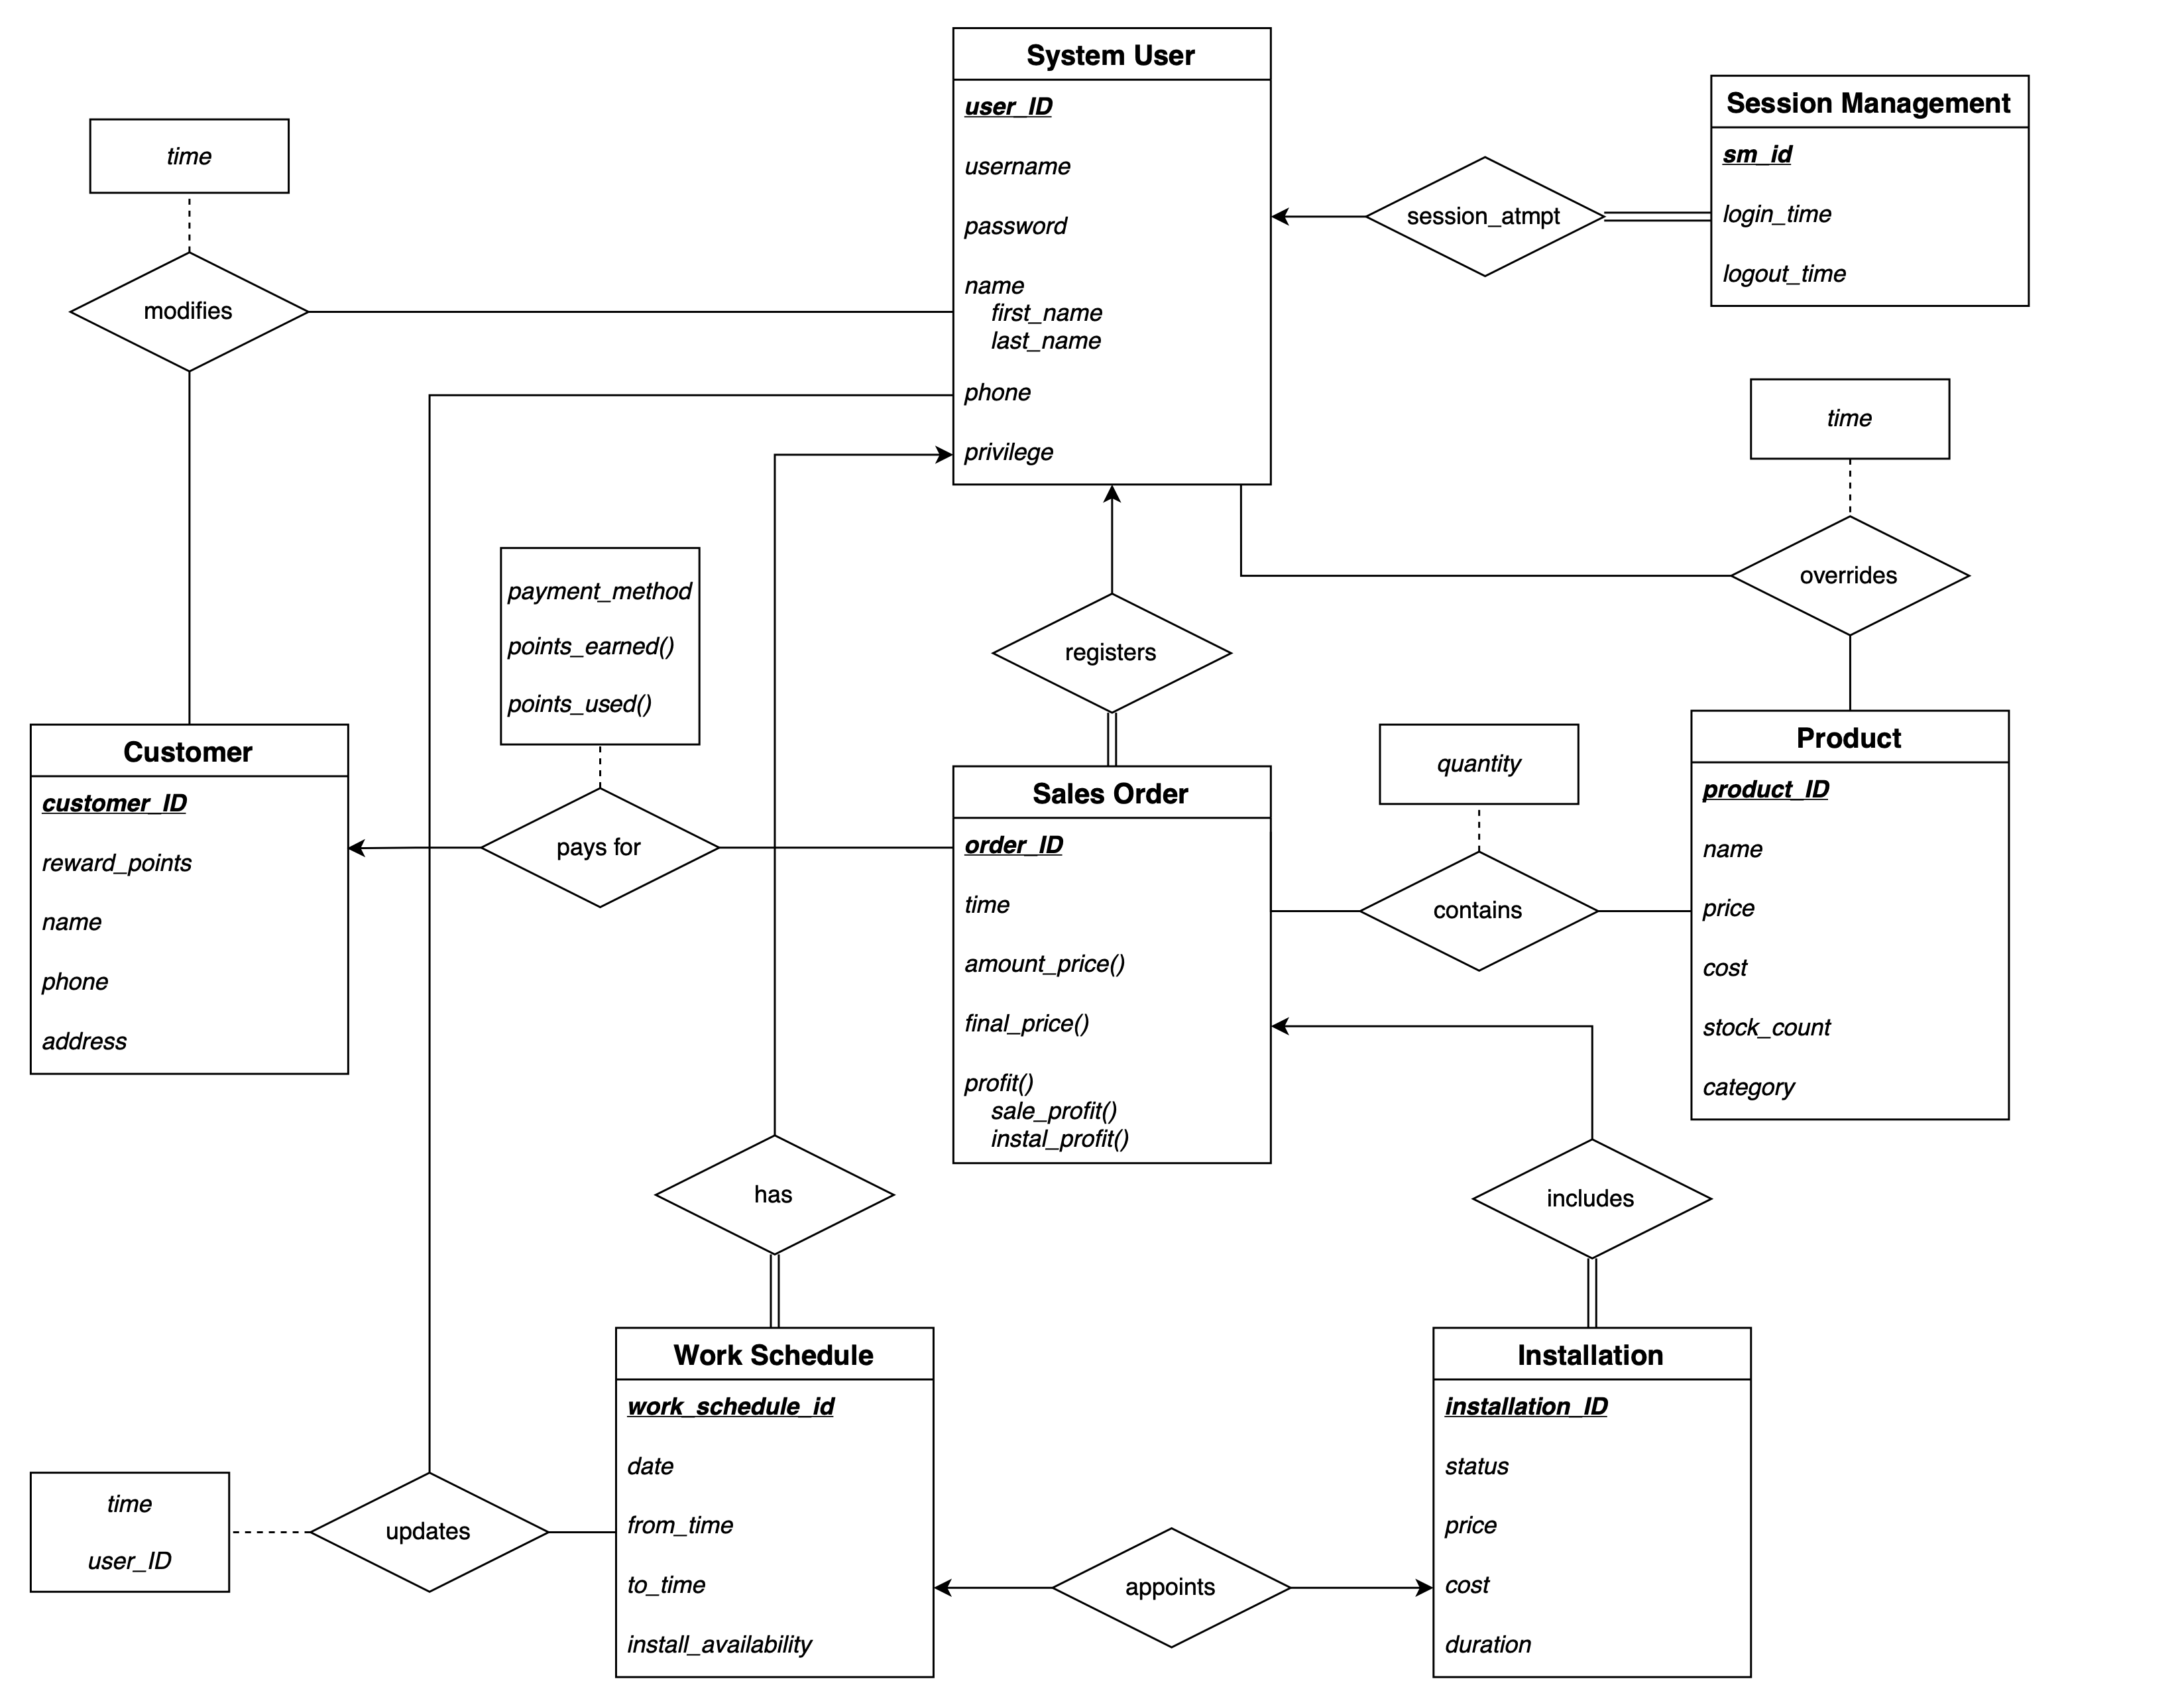 System User
user_ID
username
password
name
first_name
last_name
phone
privilege
Session Management
sm_id
login_time
logout_time
session_atmpt
time
modifies
time
overrides
payment_method
points_earned()
points_used()
registers
Customer
customer_ID
reward_points
name
phone
address
pays for
Sales Order
order_ID
time
amount_price()
final_price()
profit()
sale_profit()
instal_profit()
quantity
contains
Product
product_ID
name
price
cost
stock_count
category
has
includes
Work Schedule
work_schedule_id
date
from_time
to_time
install_availability
Installation
installation_ID
status
price
cost
duration
time
user_ID
updates
appoints